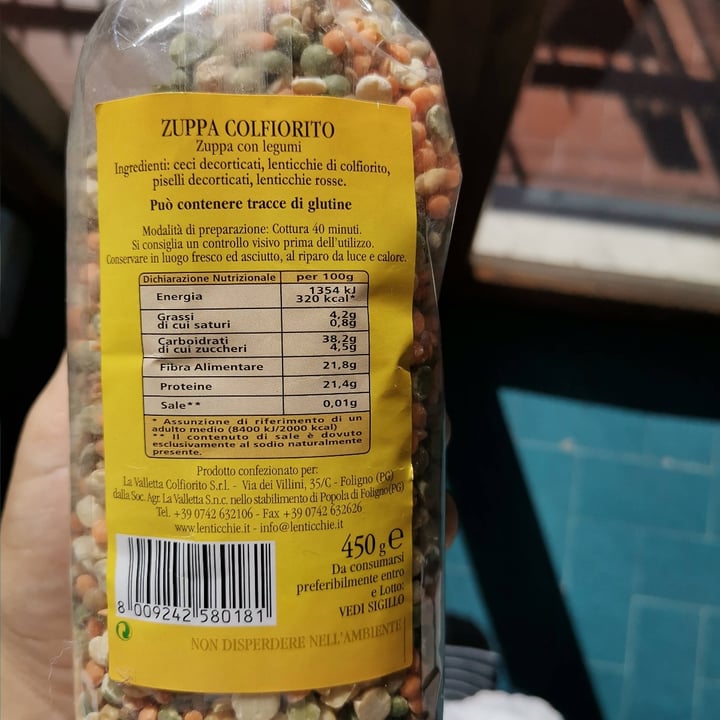 ZUPPA COLFIORITO
Zuppa con legumi
Ingredienti: ceci decorticati, lenticchie di colfiorito,
piselli decorticati, lenticchie rosse.
Può contenere tracce di glutine
Modalità di preparazione: Cottura 40 minuti.
Si consiglia un controllo visivo prima dell'utilizzo.
Conservare in luogo fresco ed asciutto, al riparo da luce e calore.
Dichiarazione Nutrizionale per 100g
Energia 1354 kJ
320 kcal*
Grassi 4,2g
di cui saturi 0,8g
Carboidrati 38,2g
di cui zuccheri 4,5g
Fibra Alimentare 21,8g
Proteine 21,4g
Sale** 0,01g
* Assunzione di riferimento di un
adulto medio (8400 kJ/2000 kcal)
** Il contenuto di sale è dovuto
esclusivamente al sodio naturalmente
presente.
Prodotto confezionato per:
La Valletta Colfiorito S.r.l. - Via dei Villini, 35/C - Foligno (PG)
dalla Soc. Agr. La Valletta S.n.c. nello stabilimento di Popola di Foligno(PG)
Tel. +39 0742 632106 - Fax +39 0742 632626
www.lenticchie.it - info@lenticchie.it
450 g e
Da consumarsi
preferibilmente entro
e Lotto:
VEDI SIGILLO
8 009242 580181
NON DISPERDERE NELL'AMBIENTE